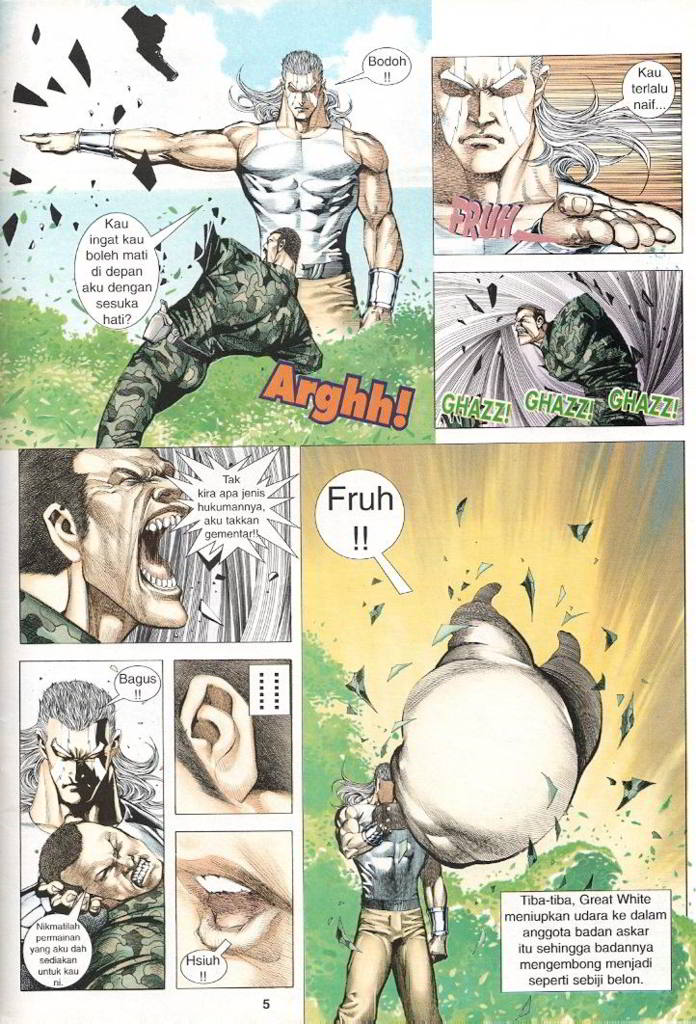 Bodoh
!!
Kau
ingat kau
boleh mati
di depan
aku dengan
sesuka
hati?
Arghh!
Kau
terlalu
naif...
FRUH
GHAZZ! GHAZZ! GHAZZ!
Tak
kira apa jenis
hukumannya,
aku takkan
gementar!!
Bagus
!!
Nikmatilah
permainan
yang aku dah
sediakan
untuk kau
ni.
Hsiuh
!!
Fruh
!!
Tiba-tiba, Great White
meniupkan udara ke dalam
anggota badan askar
itu sehingga badannya
mengembong menjadi
seperti sebiji belon.
5